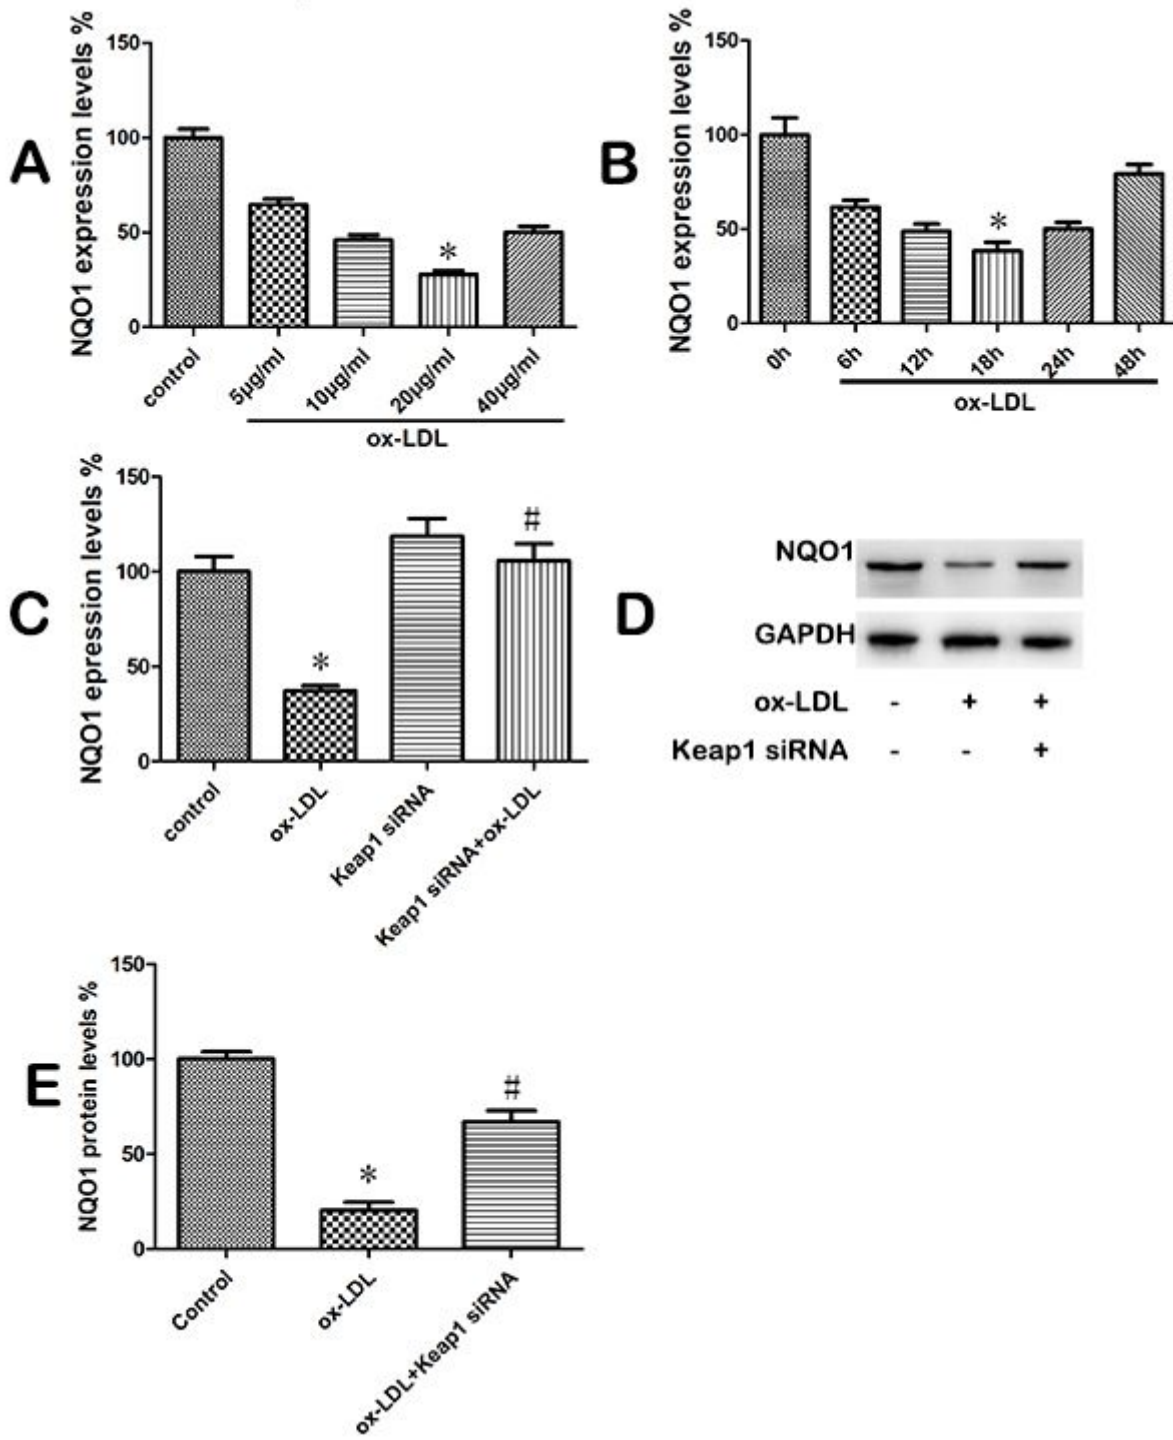 A
NQO1 expression levels %
150
100
50
0
control
5μg/ml
10μg/ml
20μg/ml
40μg/ml
*
ox-LDL
B
NQO1 expression levels %
150
100
50
0
0h
6h
12h
18h
24h
48h
*
ox-LDL
C
NQO1 epression levels %
150
100
50
0
*
#
control
ox-LDL
Keap1 siRNA
Keap1 siRNA+ox-LDL
D
NQO1
GAPDH
ox-LDL - + +
Keap1 siRNA - - +
E
NQO1 protein levels %
150
100
50
0
*
#
Control
ox-LDL
ox-LDL+Keap1 siRNA